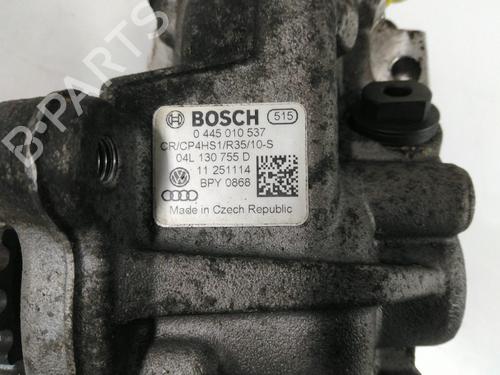 BOSCH 515
0 445 010 537
CR/CP4HS1/R35/10-S
04L 130 755 D
11 251114
BPY 0868
Made in Czech Republic
B-PARTS